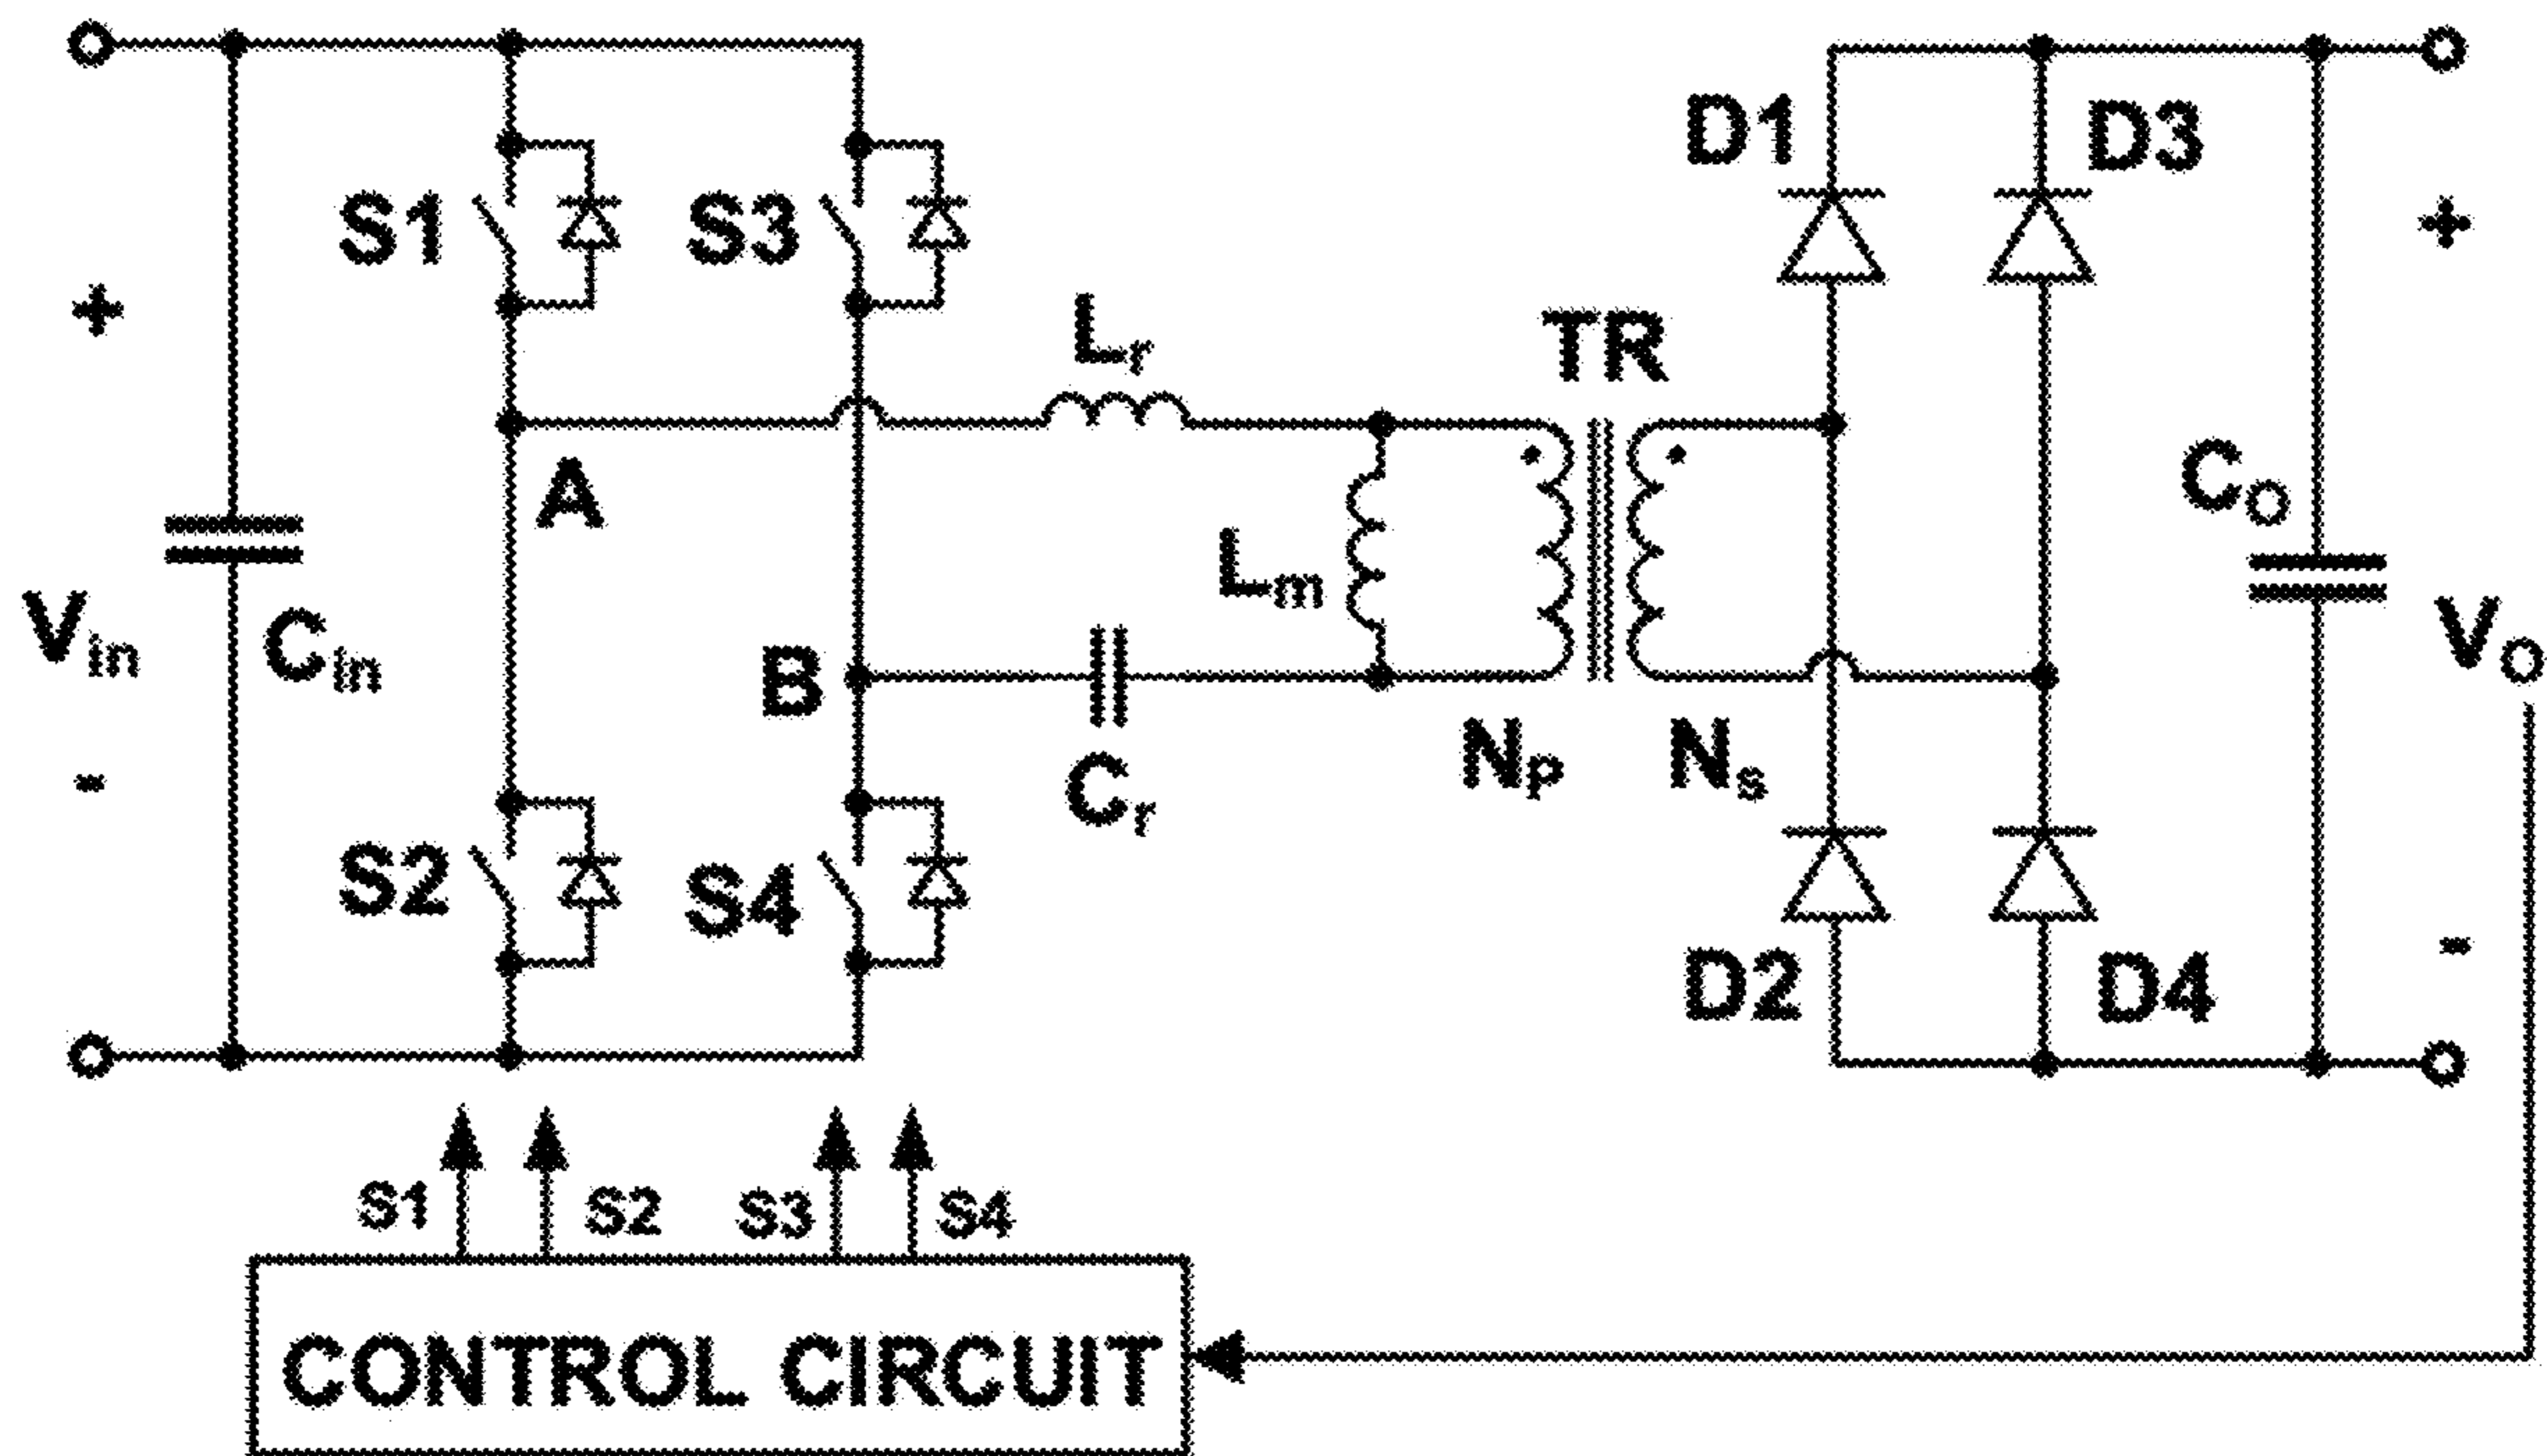 D1
D3
S1
S3
+
+
Lr
TR
A
CO
Lm
Vin
Cin
B
VO
Np
Ns
Cr
-
S2
S4
D2
D4
-
S1
S2
S3
S4
CONTROL CIRCUIT